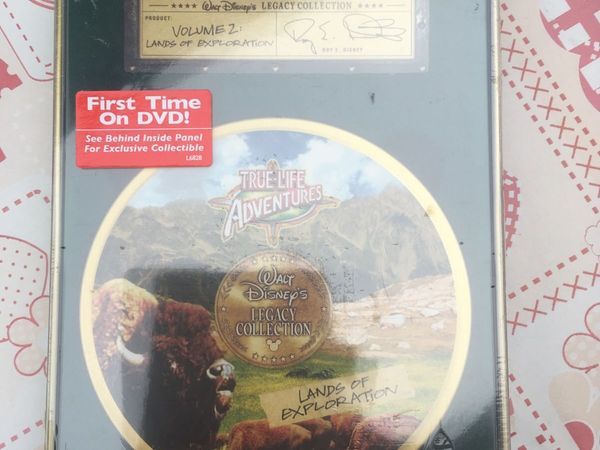 ★★★★ Walt Disney's LEGACY COLLECTION ★★★★
PRODUCT:
VOLUME 2:
LANDS OF EXPLORATION
ROY E. DISNEY
First Time
On DVD!
See Behind Inside Panel
For Exclusive Collectible
L6828
TRUE-LIFE
ADVENTURES
WALT
DISNEY'S
LEGACY
COLLECTION
LANDS OF
EXPLORATION